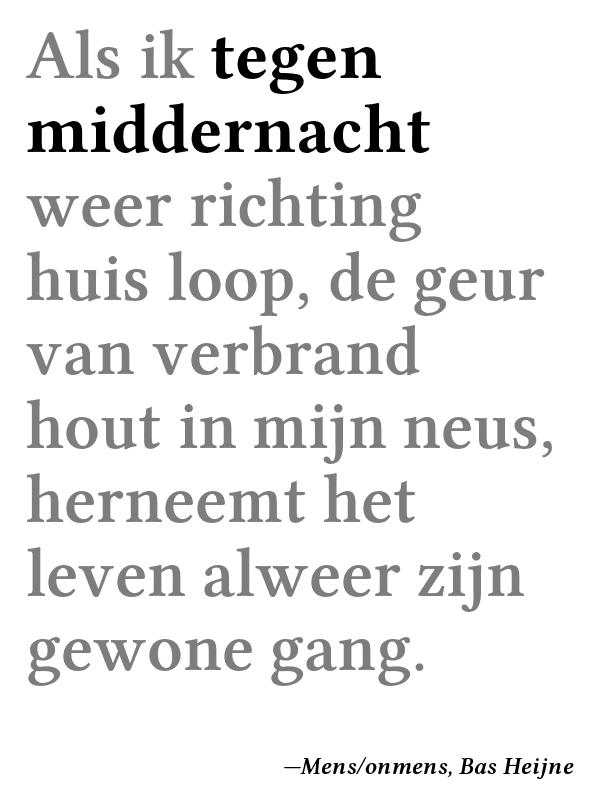 Als ik tegen
middernacht
weer richting
huis loop, de geur
van verbrand
hout in mijn neus,
herneemt het
leven alweer zijn
gewone gang.
—Mens/onmens, Bas Heijne